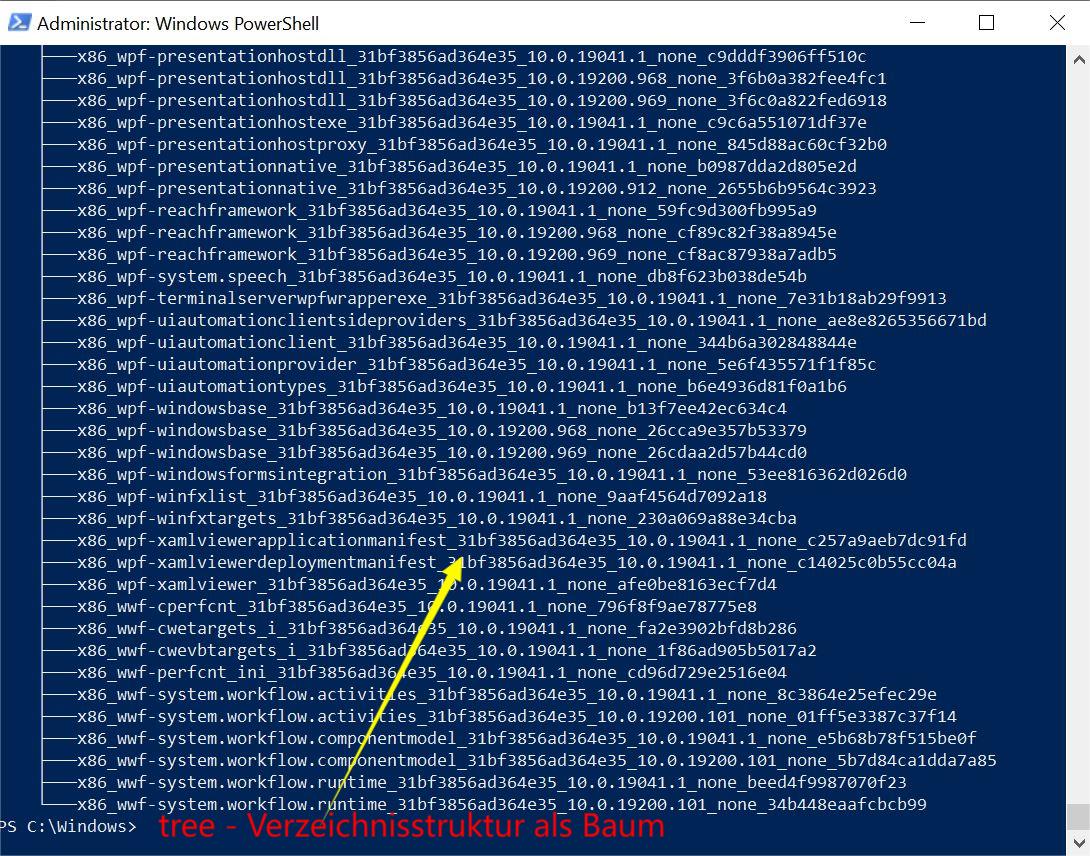 Administrator: Windows PowerShell
x86_wpf-presentationhostdll_31bf3856ad364e35_10.0.19041.1_none_c9dddf3906ff510c
x86_wpf-presentationhostdll_31bf3856ad364e35_10.0.19200.968_none_3f6b0a382fee4fc1
x86_wpf-presentationhostdll_31bf3856ad364e35_10.0.19200.969_none_3f6c0a822fed6918
x86_wpf-presentationhostexe_31bf3856ad364e35_10.0.19041.1_none_c9c6a551071df37e
x86_wpf-presentationhostproxy_31bf3856ad364e35_10.0.19041.1_none_845d88ac60cf32b0
x86_wpf-presentationnative_31bf3856ad364e35_10.0.19041.1_none_b0987dda2d805e2d
x86_wpf-presentationnative_31bf3856ad364e35_10.0.19200.912_none_2655b6b9564c3923
x86_wpf-reachframework_31bf3856ad364e35_10.0.19041.1_none_59fc9d300fb995a9
x86_wpf-reachframework_31bf3856ad364e35_10.0.19200.968_none_cf89c82f38a8945e
x86_wpf-reachframework_31bf3856ad364e35_10.0.19200.969_none_cf8ac87938a7adb5
x86_wpf-system.speech_31bf3856ad364e35_10.0.19041.1_none_db8f623b038de54b
x86_wpf-terminalserverwpfwrapperexe_31bf3856ad364e35_10.0.19041.1_none_7e31b18ab29f9913
x86_wpf-uiautomationclientsideproviders_31bf3856ad364e35_10.0.19041.1_none_ae8e8265356671bd
x86_wpf-uiautomationclient_31bf3856ad364e35_10.0.19041.1_none_344b6a302848844e
x86_wpf-uiautomationprovider_31bf3856ad364e35_10.0.19041.1_none_5e6f435571f1f85c
x86_wpf-uiautomationtypes_31bf3856ad364e35_10.0.19041.1_none_b6e4936d81f0a1b6
x86_wpf-windowsbase_31bf3856ad364e35_10.0.19041.1_none_b13f7ee42ec634c4
x86_wpf-windowsbase_31bf3856ad364e35_10.0.19200.968_none_26cca9e357b53379
x86_wpf-windowsbase_31bf3856ad364e35_10.0.19200.969_none_26cdaa2d57b44cd0
x86_wpf-windowsformsintegration_31bf3856ad364e35_10.0.19041.1_none_53ee816362d026d0
x86_wpf-winfxlist_31bf3856ad364e35_10.0.19041.1_none_9aaf4564d7092a18
x86_wpf-winfxtargets_31bf3856ad364e35_10.0.19041.1_none_230a069a88e34cba
x86_wpf-xamlviewerapplicationmanifest_31bf3856ad364e35_10.0.19041.1_none_c257a9aeb7dc91fd
x86_wpf-xamlviewerdeploymentmanifest_31bf3856ad364e35_10.0.19041.1_none_c14025c0b55cc04a
x86_wpf-xamlviewer_31bf3856ad364e35_10.0.19041.1_none_afe0be8163ecf7d4
x86_wwf-cperfcnt_31bf3856ad364e35_10.0.19041.1_none_796f8f9ae78775e8
x86_wwf-cwetargets_i_31bf3856ad364e35_10.0.19041.1_none_fa2e3902bfd8b286
x86_wwf-cwevbtargets_i_31bf3856ad364e35_10.0.19041.1_none_1f86ad905b5017a2
x86_wwf-perfcnt_ini_31bf3856ad364e35_10.0.19041.1_none_cd96d729e2516e04
x86_wwf-system.workflow.activities_31bf3856ad364e35_10.0.19041.1_none_8c3864e25efec29e
x86_wwf-system.workflow.activities_31bf3856ad364e35_10.0.19200.101_none_01ff5e3387c37f14
x86_wwf-system.workflow.componentmodel_31bf3856ad364e35_10.0.19041.1_none_e5b68b78f515be0f
x86_wwf-system.workflow.componentmodel_31bf3856ad364e35_10.0.19200.101_none_5b7d84ca1dda7a85
x86_wwf-system.workflow.runtime_31bf3856ad364e35_10.0.19041.1_none_beed4f9987070f23
x86_wwf-system.workflow.runtime_31bf3856ad364e35_10.0.19200.101_none_34b448eaafcbcb99
PS C:\Windows> tree - Verzeichnisstruktur als Baum